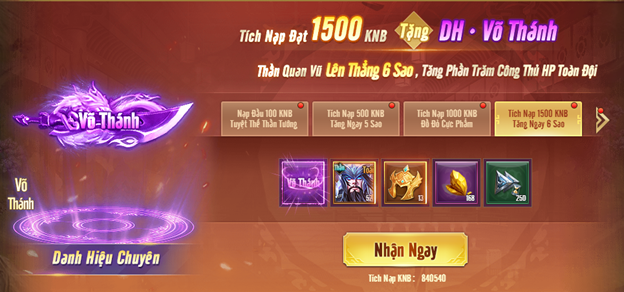 Tích Nạp Đạt 1500 KNB Tặng DH · Võ Thánh
Thần Quan Vũ Lên Thẳng 6 Sao, Tăng Phần Trăm Công Thủ HP Toàn Đội
Võ Thánh
Nạp Đầu 100 KNB
Tuyệt Thế Thần Tướng
Tích Nạp 500 KNB
Tăng Ngay 5 Sao
Tích Nạp 1000 KNB
Đồ Đỏ Cực Phẩm
Tích Nạp 1500 KNB
Tăng Ngay 6 Sao
Võ Thánh
168
250
Võ
Thánh
Danh Hiệu Chuyên
Nhận Ngay
Tích Nạp KNB: 840540